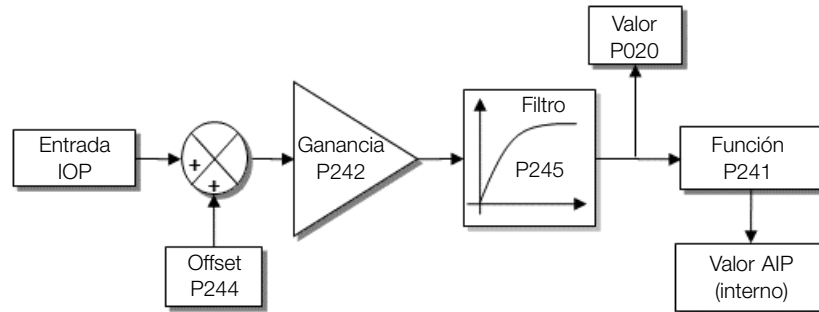 Valor
P020
Entrada
IOP
+
+
Ganancia
P242
Filtro
P245
Función
P241
Offset
P244
Valor AIP
(interno)